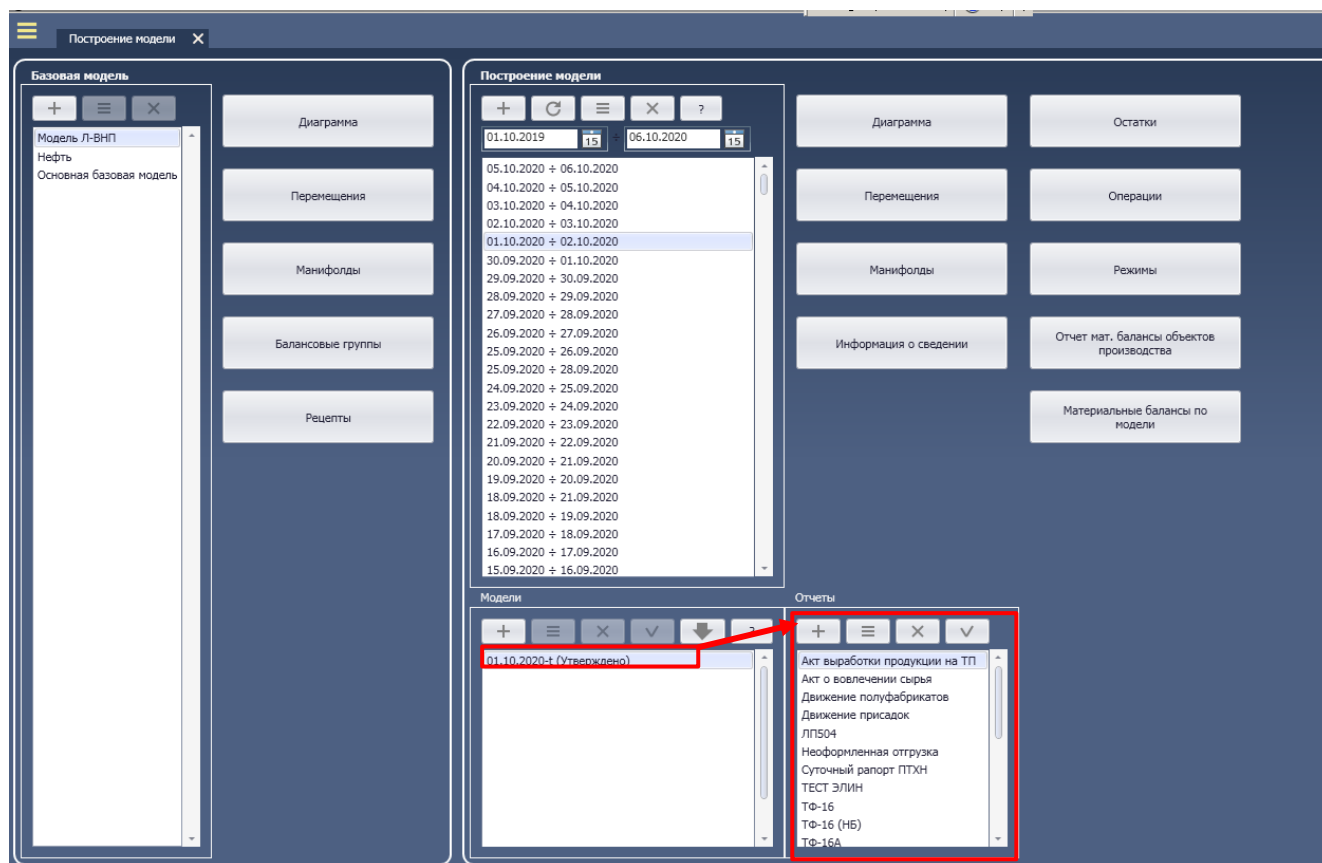 Построение модели
Базовая модель
Модель Л-ВНП
Нефть
Основная базовая модель
Диаграмма
Перемещения
Манифолды
Балансовые группы
Рецепты
Построение модели
?
01.10.2019 15 ÷ 06.10.2020 15
05.10.2020 ÷ 06.10.2020
04.10.2020 ÷ 05.10.2020
03.10.2020 ÷ 04.10.2020
02.10.2020 ÷ 03.10.2020
01.10.2020 ÷ 02.10.2020
30.09.2020 ÷ 01.10.2020
29.09.2020 ÷ 30.09.2020
28.09.2020 ÷ 29.09.2020
27.09.2020 ÷ 28.09.2020
26.09.2020 ÷ 27.09.2020
25.09.2020 ÷ 26.09.2020
25.09.2020 ÷ 28.09.2020
24.09.2020 ÷ 25.09.2020
23.09.2020 ÷ 24.09.2020
22.09.2020 ÷ 23.09.2020
21.09.2020 ÷ 22.09.2020
20.09.2020 ÷ 21.09.2020
19.09.2020 ÷ 20.09.2020
18.09.2020 ÷ 21.09.2020
18.09.2020 ÷ 19.09.2020
17.09.2020 ÷ 18.09.2020
16.09.2020 ÷ 17.09.2020
15.09.2020 ÷ 16.09.2020
Диаграмма
Перемещения
Манифолды
Информация о сведении
Остатки
Операции
Режимы
Отчет мат. балансы объектов
производства
Материальные балансы по
модели
Модели
01.10.2020-t (Утверждено)
Отчеты
Акт выработки продукции на ТП
Акт о вовлечении сырья
Движение полуфабрикатов
Движение присадок
ЛП504
Неоформленная отгрузка
Суточный рапорт ПТХН
ТЕСТ ЭЛИН
ТФ-16
ТФ-16 (НБ)
ТФ-16А